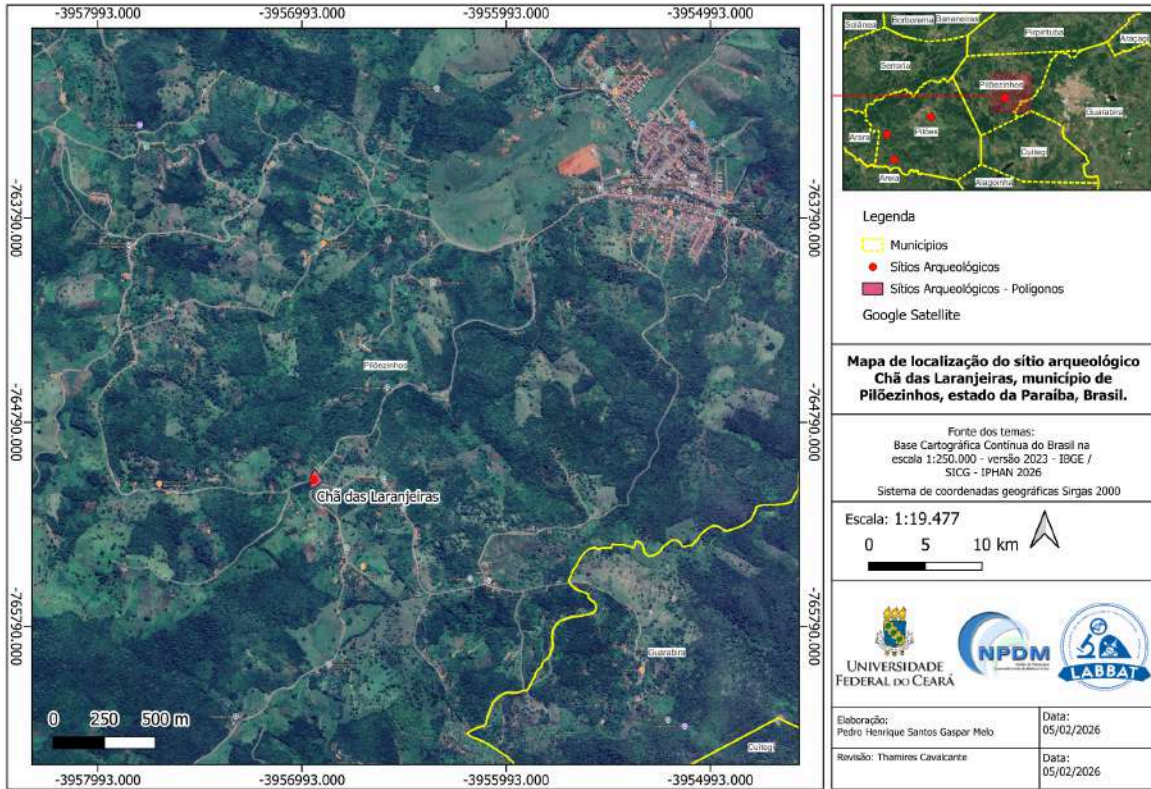 -3957993.000
-3956993.000
-3955993.000
-3954993.000
-763790.000
-764790.000
-765790.000
-763790.000
-764790.000
-765790.000
Pilõezinhos
Chã das Laranjeiras
Guarabira
Cuitegi
0 250 500 m
-3957993.000
-3956993.000
-3955993.000
-3954993.000
Solânea
Borborema
Bananeiras
Pirpirituba
Araçagi
Serraria
Pilõezinhos
Guarabira
Arara
Pilões
Cuitegi
Areia
Alagoinha
Legenda
Municípios
Sítios Arqueológicos
Sítios Arqueológicos - Polígonos
Google Satellite
Mapa de localização do sítio arqueológico
Chã das Laranjeiras, município de
Pilõezinhos, estado da Paraíba, Brasil.
Fonte dos temas:
Base Cartográfica Contínua do Brasil na
escala 1:250.000 - versão 2023 - IBGE /
SICG - IPHAN 2026
Sistema de coordenadas geográficas Sirgas 2000
Escala: 1:19.477
0 5 10 km
UNIVERSIDADE
FEDERAL DO CEARÁ
NPDM
LABBAT
Elaboração:
Pedro Henrique Santos Gaspar Melo
Data:
05/02/2026
Revisão: Thamires Cavalcante
Data:
05/02/2026